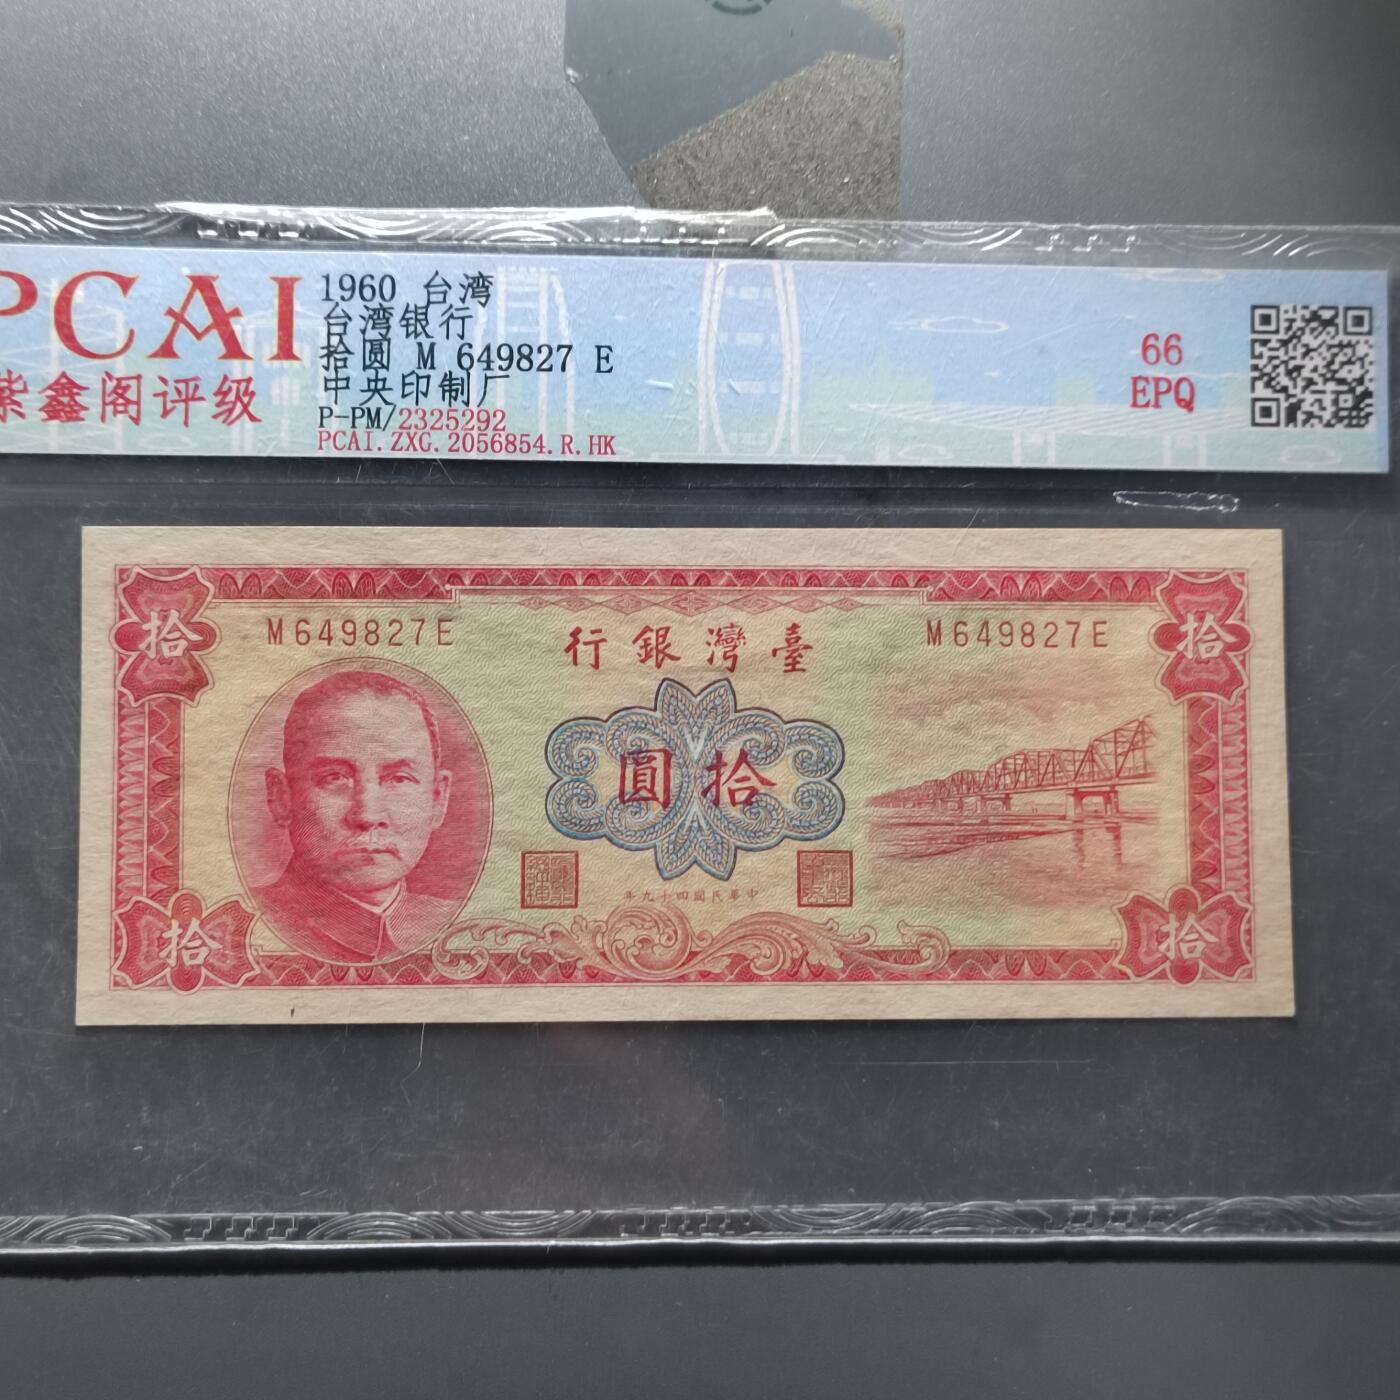 PCAI
紫鑫阁评级
1960 台湾
台湾银行
拾圆 M 649827 E
中央印制厂
P-PM/2325292
PCAI.ZXG.2056854.R.HK
66
EPQ
拾
M649827E
行銀灣臺
M649827E
拾
圓拾
年九十四國民華中
拾
拾